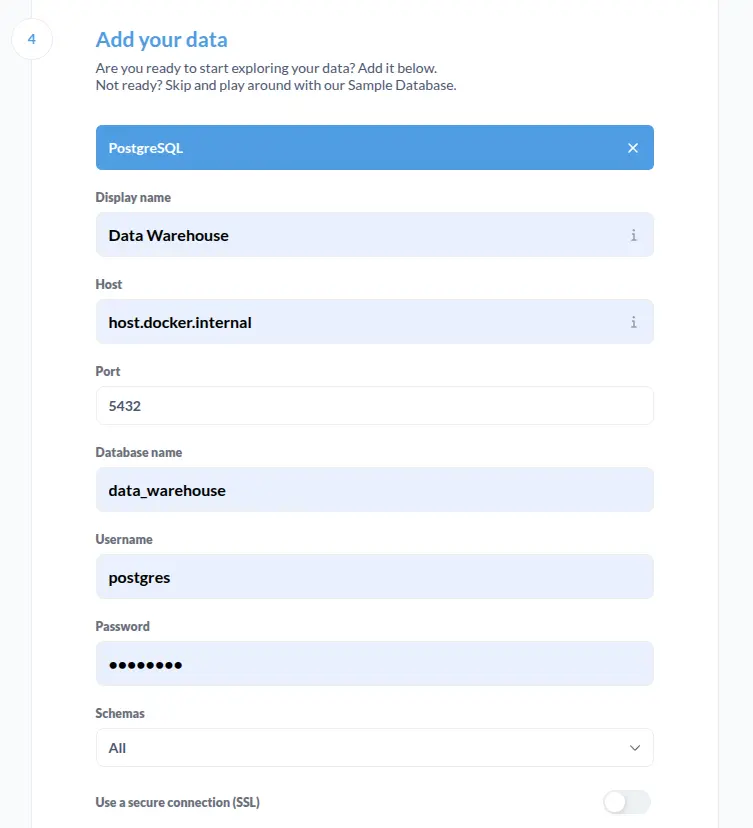 4
Add your data
Are you ready to start exploring your data? Add it below.
Not ready? Skip and play around with our Sample Database.
PostgreSQL
Display name
Data Warehouse
Host
host.docker.internal
Port
5432
Database name
data_warehouse
Username
postgres
Password
••••••••
Schemas
All
Use a secure connection (SSL)